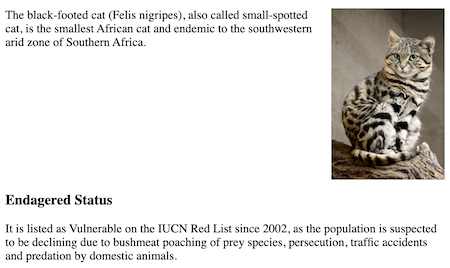 The black-footed cat (Felis nigripes), also called small-spotted
cat, is the smallest African cat and endemic to the southwestern
arid zone of Southern Africa.
Endagered Status
It is listed as Vulnerable on the IUCN Red List since 2002, as the population is suspected
to be declining due to bushmeat poaching of prey species, persecution, traffic accidents
and predation by domestic animals.